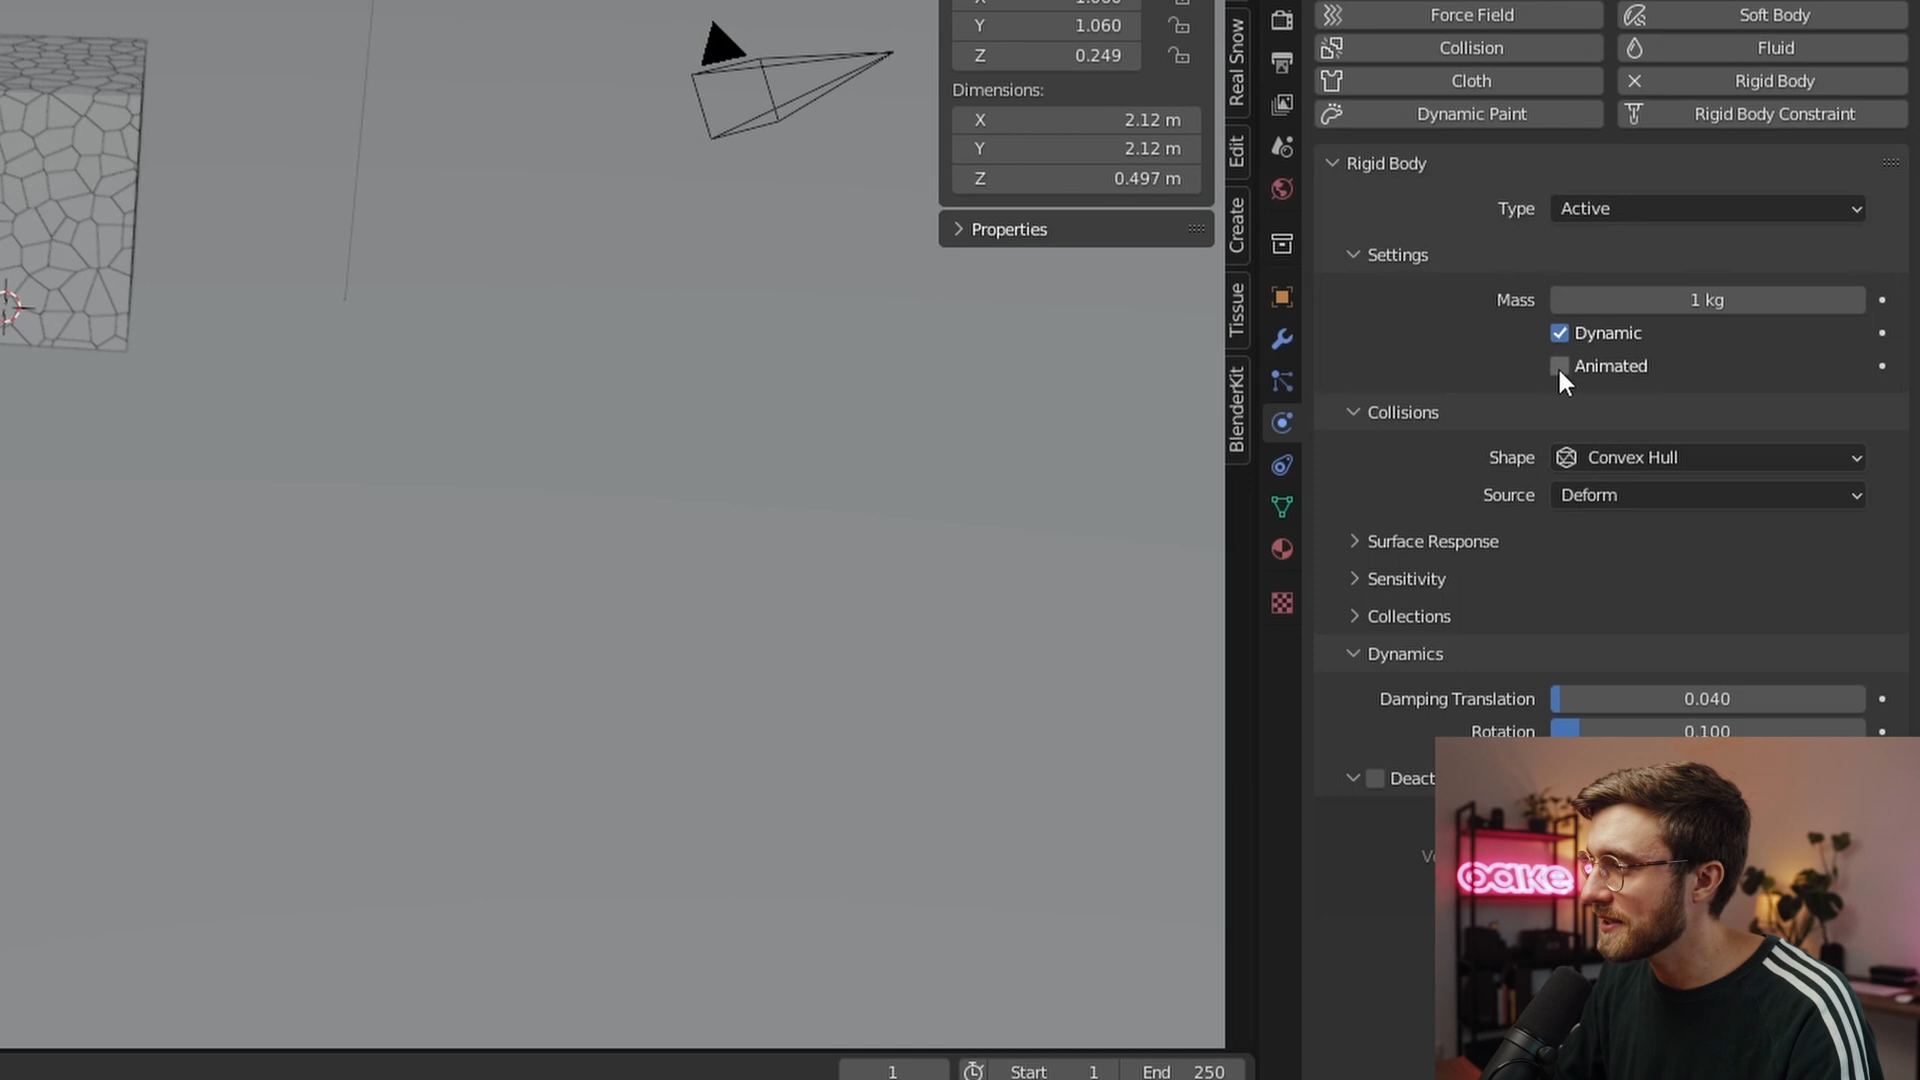 Y 1.060
Z 0.249
Dimensions:
X 2.12 m
Y 2.12 m
Z 0.497 m
Properties
Real Snow
Edit
Create
Tissue
BlenderKit
Force Field
Soft Body
Collision
Fluid
Cloth
Rigid Body
Dynamic Paint
Rigid Body Constraint
Rigid Body
Type Active
Settings
Mass 1 kg
Dynamic
Animated
Collisions
Shape Convex Hull
Source Deform
Surface Response
Sensitivity
Collections
Dynamics
Damping Translation 0.040
Rotation 0.100
Deact
oake
1 Start 1 End 250